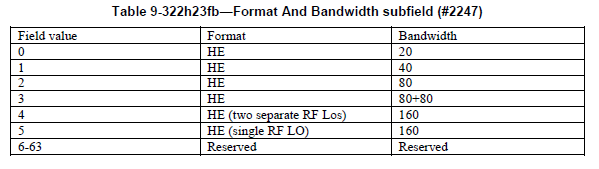 Table 9-322h23fb—Format And Bandwidth subfield (#2247)
Field value Format Bandwidth
0 HE 20
1 HE 40
2 HE 80
3 HE 80+80
4 HE (two separate RF Los) 160
5 HE (single RF LO) 160
6-63 Reserved Reserved